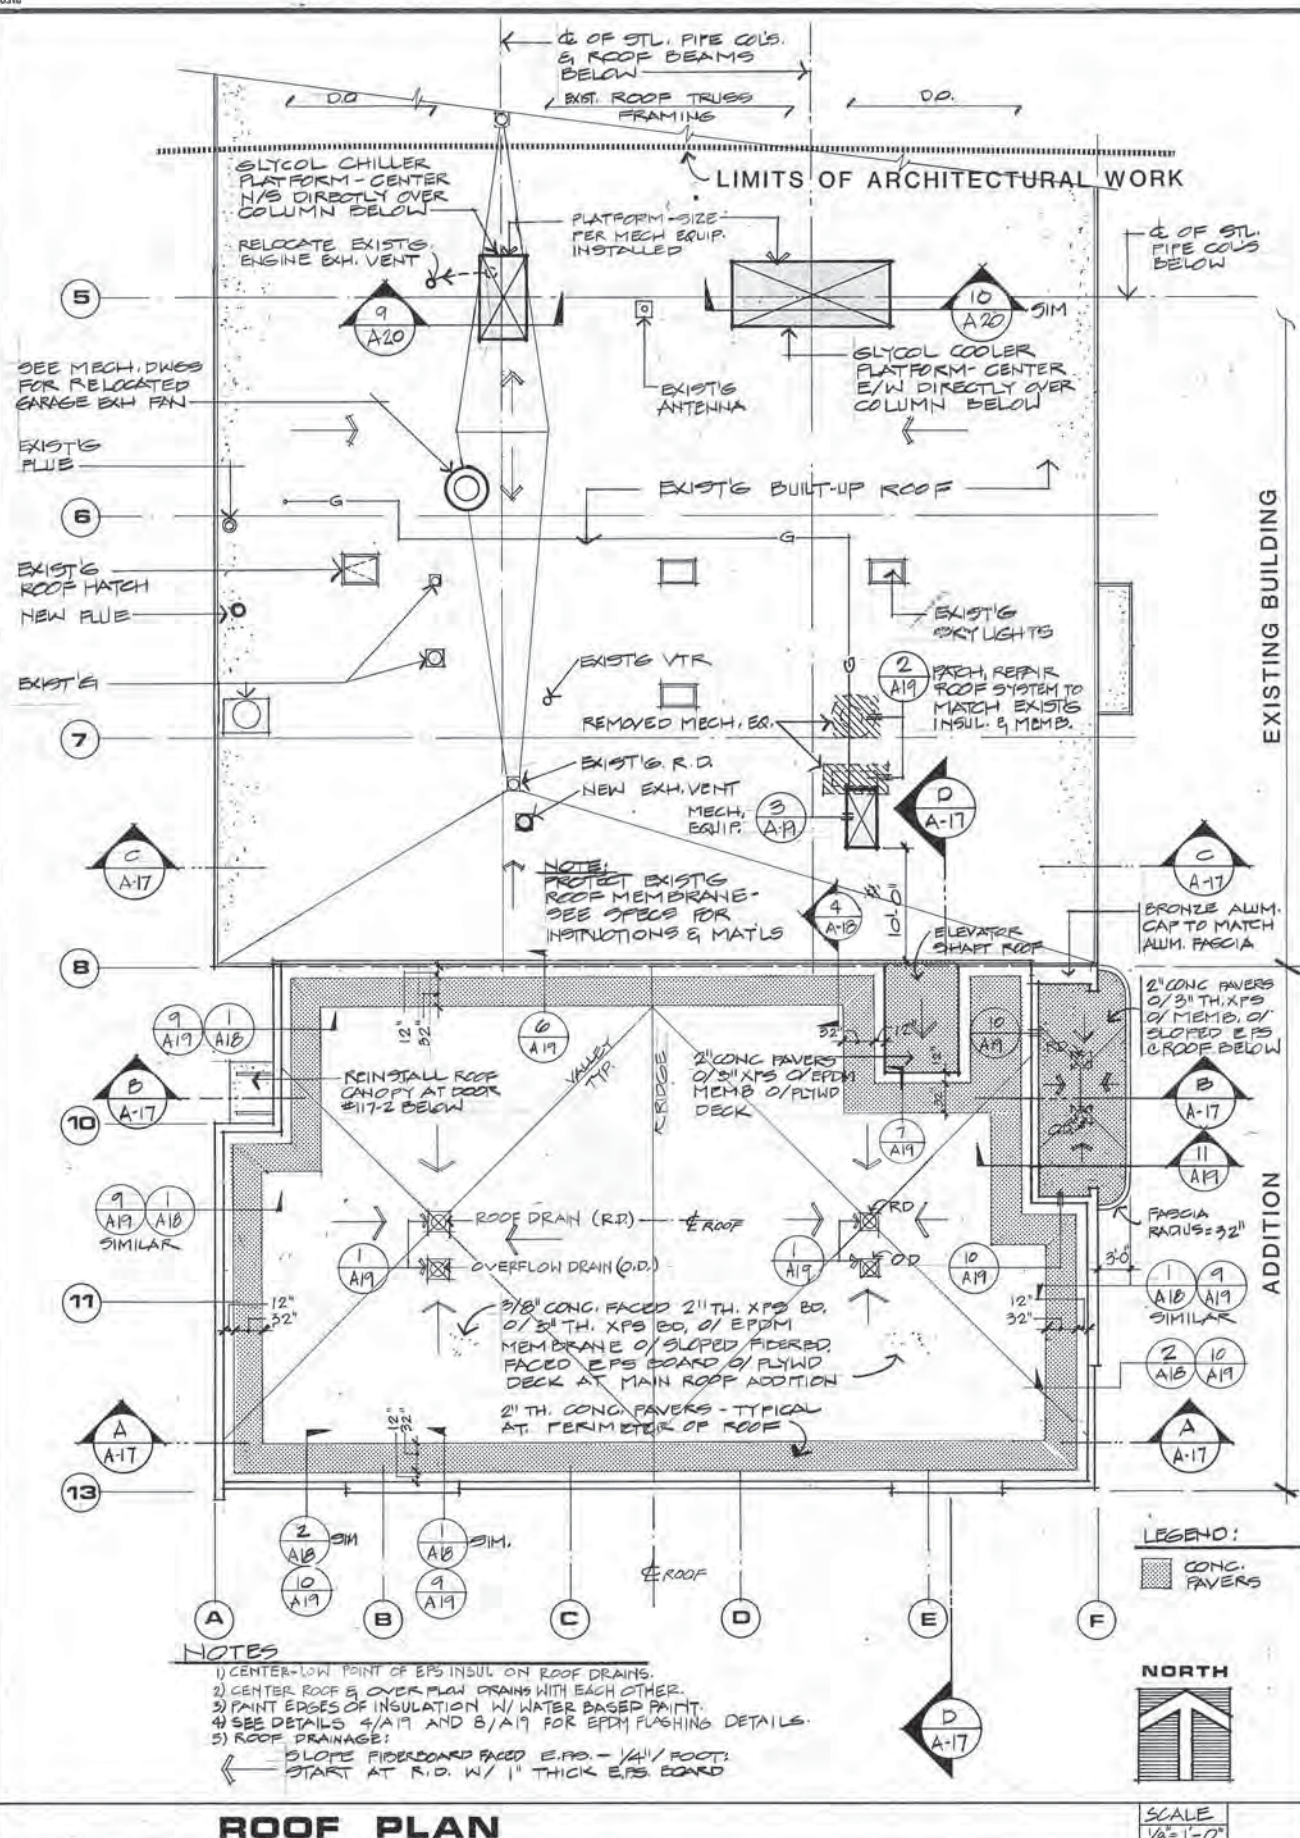 ₵ OF STL. PIPE COL'S.
& ROOF BEAMS
BELOW
D.O.
EXIST. ROOF TRUSS
FRAMING
D.O.
LIMITS OF ARCHITECTURAL WORK
GLYCOL CHILLER
PLATFORM - CENTER
N/S DIRECTLY OVER
COLUMN BELOW
PLATFORM - SIZE
PER MECH EQUIP.
INSTALLED
RELOCATE EXIST'G
ENGINE EXH. VENT
₵ OF STL.
PIPE COL'S
BELOW
5
9
A20
10
A20
SIM
SEE MECH. DWGS
FOR RELOCATED
GARAGE EXH FAN
EXIST'G
ANTENNA
GLYCOL COOLER
PLATFORM - CENTER
E/W DIRECTLY OVER
COLUMN BELOW
EXIST'G
FLUE
EXIST'G BUILT-UP ROOF
G
6
G
EXIST'G
ROOF HATCH
NEW FLUE
EXIST'G
SKY LIGHTS
EXISTING BUILDING
EXIST'G
EXIST'G VTR
G
2
A19
PATCH, REPAIR
ROOF SYSTEM TO
MATCH EXIST'G
INSUL. & MEMB.
REMOVED MECH. EQ.
7
EXIST'G. R.D.
NEW EXH. VENT
MECH.
EQUIP.
3
A-19
D
A-17
C
A-17
C
A-17
NOTE:
PROTECT EXIST'G
ROOF MEMBRANE -
SEE SPECS FOR
INSTRUCTIONS & MAT'LS
4
A-18
10'-0"
ELEVATOR
SHAFT ROOF
BRONZE ALUM.
CAP TO MATCH
ALUM. FASCIA
8
2" CONC PAVERS
O/3" TH. XPS
O/ MEMB. O/
SLOPED EPS
@ ROOF BELOW
9
A19
1
A18
12"
32"
6
A19
VALLEY
TYP.
RIDGE
32"
12"
12"
10
A19
RD
OD
2" CONC PAVERS
O/3" XPS O/EPDM
MEMB O/PLYWD
DECK
REINSTALL ROOF
CANOPY AT DOOR
#117-2 BELOW
B
A-17
B
A-17
10
7
A19
11
A19
9
A19
1
A18
SIMILAR
ROOF DRAIN (R.D.)
₵ ROOF
RD
FASCIA
RADIUS = 32"
1
A19
OVERFLOW DRAIN (O.D.)
1
A19
OD
10
A19
3'-0"
1
A18
9
A19
SIMILAR
ADDITION
11
12"
32"
12"
32"
3/8" CONC. FACED 2" TH. XPS BD.
O/ 3" TH. XPS BD, O/ EPDM
MEMBRANE O/ SLOPED FIBERBD.
FACED EPS BOARD O/ PLYWD
DECK AT MAIN ROOF ADDITION
2
A18
10
A19
2" TH. CONC. PAVERS - TYPICAL
AT PERIMETER OF ROOF
12"
32"
A
A-17
A
A-17
13
2
A18
SIM
10
A19
1
A18
SIM.
9
A19
₵ ROOF
LEGEND:
CONC.
PAVERS
A
B
C
D
E
F
NOTES
1) CENTER-LOW POINT OF EPS INSUL ON ROOF DRAINS.
2) CENTER ROOF & OVER FLOW DRAINS WITH EACH OTHER.
3) PAINT EDGES OF INSULATION W/ WATER BASED PAINT.
4) SEE DETAILS 4/A19 AND 8/A19 FOR EPDM FLASHING DETAILS.
5) ROOF DRAINAGE:
SLOPE FIBERBOARD FACED E.P.S. - 1/4"/ FOOT:
START AT R.D. W/ 1" THICK E.P.S. BOARD
D
A-17
NORTH
ROOF PLAN
SCALE
1/8"=1'-0"